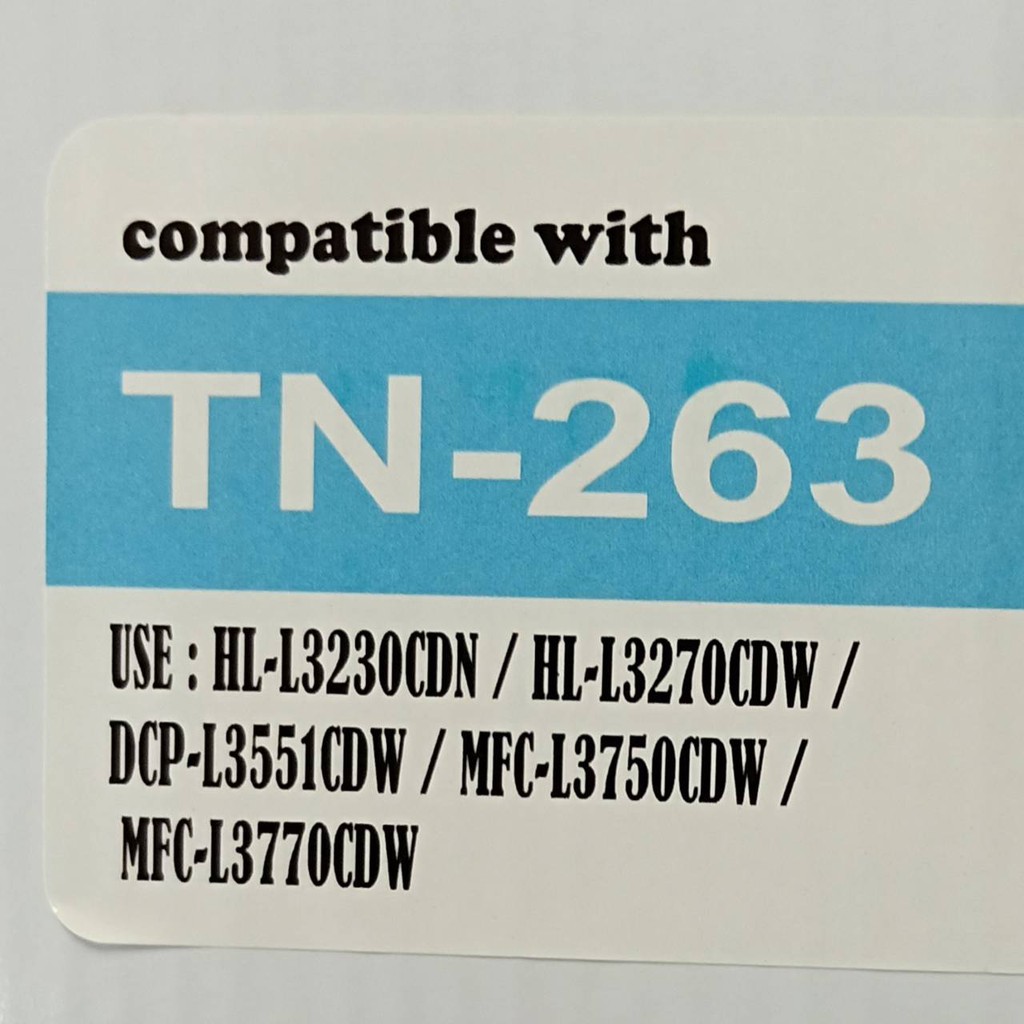 compatible with
TN-263
USE : HL-L3230CDN / HL-L3270CDW /
DCP-L3551CDW / MFC-L3750CDW /
MFC-L3770CDW